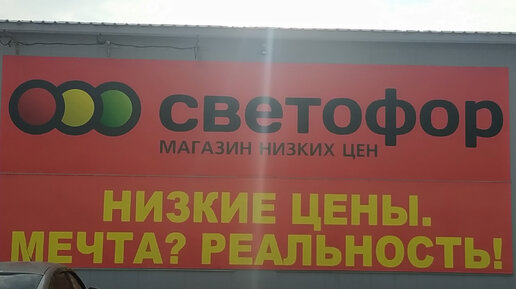 светофор
МАГАЗИН НИЗКИХ ЦЕН
НИЗКИЕ ЦЕНЫ.
МЕЧТА? РЕАЛЬНОСТЬ!